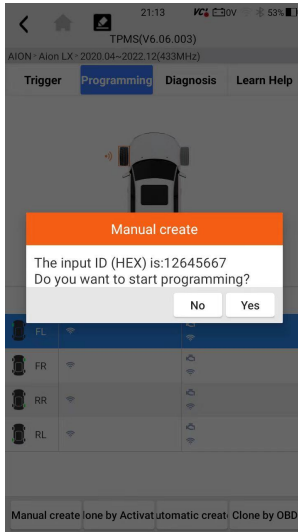 21:13 VCI 0V 53%
TPMS(V6.06.003)
AION>Aion LX>2020.04~2022.12(433MHz)
Trigger Programming Diagnosis Learn Help
Manual create
The input ID (HEX) is:12645667
Do you want to start programming?
No Yes
FL
FR
RR
RL
Manual create lone by Activat utomatic creat Clone by OBD